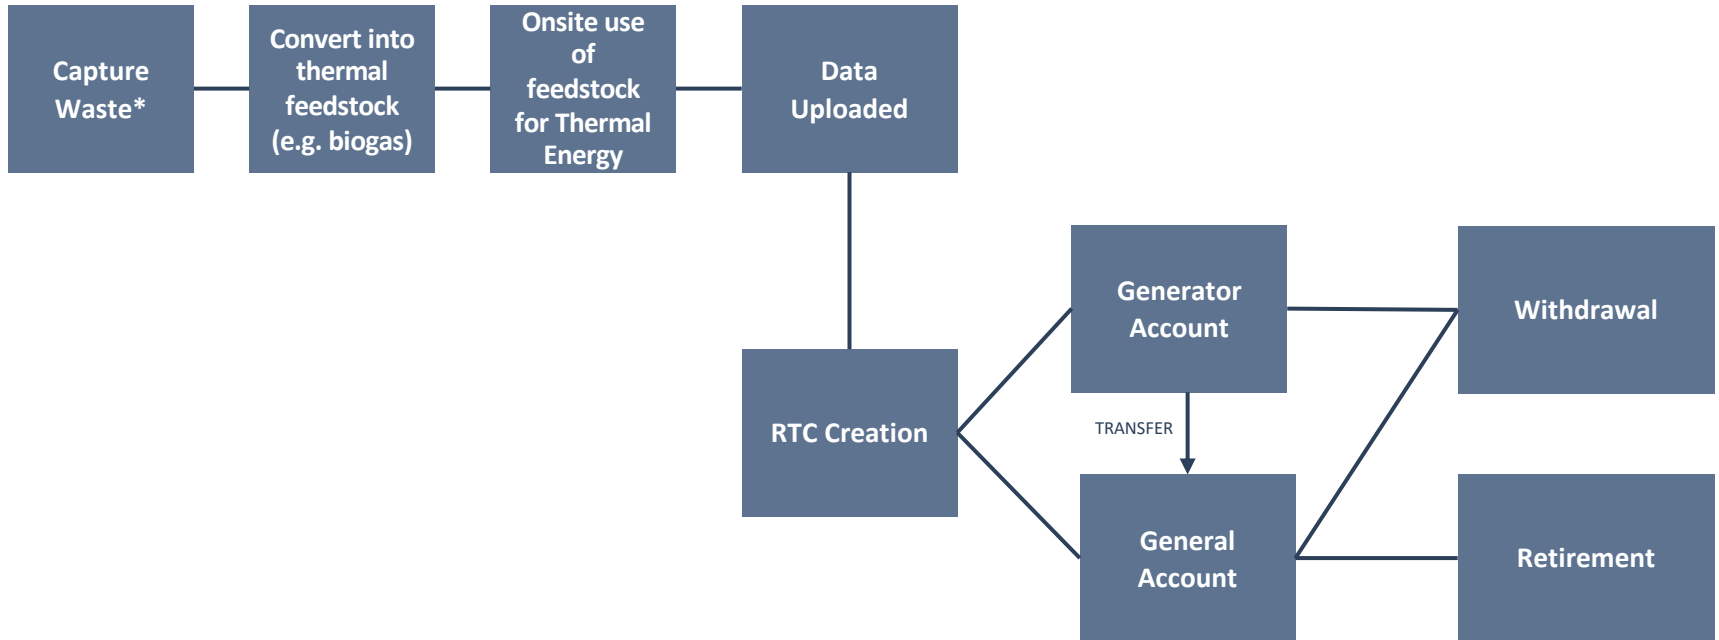 Capture
Waste*
Convert into
thermal
feedstock
(e.g. biogas)
Onsite use
of
feedstock
for Thermal
Energy
Data
Uploaded
RTC Creation
Generator
Account
TRANSFER
General
Account
Withdrawal
Retirement